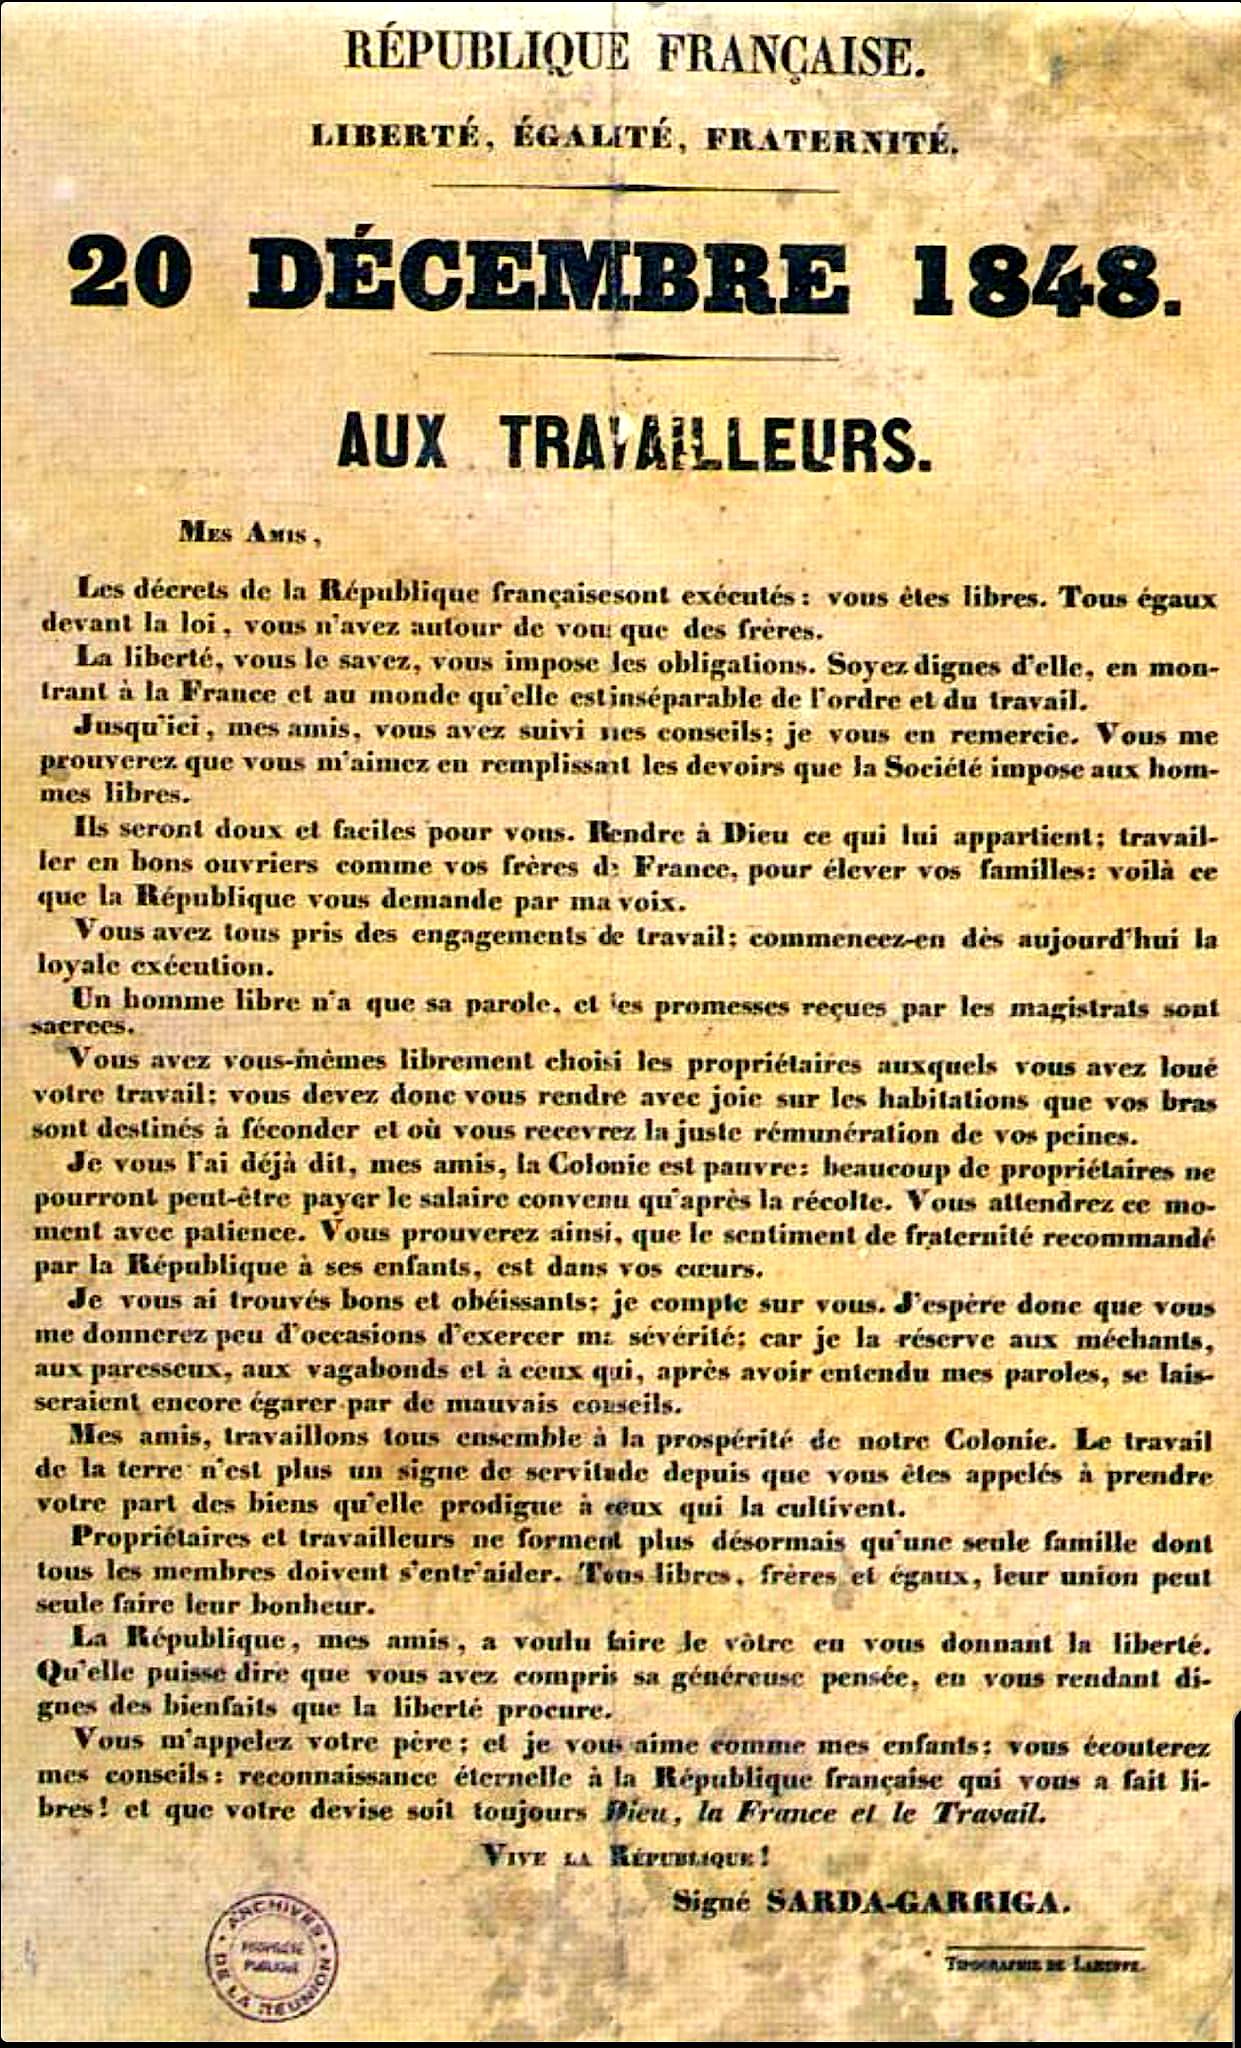 RÉPUBLIQUE FRANÇAISE.
LIBERTÉ, ÉGALITÉ, FRATERNITÉ.
20 DÉCEMBRE 1848.
AUX TRAVAILLEURS.
MES AMIS,
Les décrets de la République françaisesont exécutés: vous êtes libres. Tous égaux
devant la loi, vous n'avez autour de vous que des frères.
La liberté, vous le savez, vous impose des obligations. Soyez dignes d'elle, en mon-
trant à la France et au monde qu'elle est inséparable de l'ordre et du travail.
Jusqu'ici, mes amis, vous avez suivi mes conseils; je vous en remercie. Vous me
prouverez que vous m'aimez en remplissant les devoirs que la Société impose aux hom-
mes libres.
Ils seront doux et faciles pour vous. Rendre à Dieu ce qui lui appartient; travail-
ler en bons ouvriers comme vos frères de France, pour élever vos familles: voilà ce
que la République vous demande par ma voix.
Vous avez tous pris des engagements de travail; commencez-en dès aujourd'hui la
loyale exécution.
Un homme libre n'a que sa parole, et les promesses reçues par les magistrats sont
sacrees.
Vous avez vous-mêmes librement choisi les propriétaires auxquels vous avez loué
votre travail; vous devez donc vous rendre avec joie sur les habitations que vos bras
sont destinés à féconder et où vous recevrez la juste rémunération de vos peines.
Je vous l'ai déjà dit, mes amis, la Colonie est pauvre: beaucoup de propriétaires ne
pourront peut-être payer le salaire convenu qu'après la récolte. Vous attendrez ce mo-
ment avec patience. Vous prouverez ainsi, que le sentiment de fraternité recommandé
par la République à ses enfants, est dans vos cœurs.
Je vous ai trouvés bons et obéissants; je compte sur vous. J'espère donc que vous
me donnerez peu d'occasions d'exercer ma sévérité; car je la réserve aux méchants,
aux paresseux, aux vagabonds et à ceux qui, après avoir entendu mes paroles, se lais-
seraient encore égarer par de mauvais conseils.
Mes amis, travaillons tous ensemble à la prospérité de notre Colonie. Le travail
de la terre n'est plus un signe de servitude depuis que vous êtes appelés à prendre
votre part des biens qu'elle prodigue à ceux qui la cultivent.
Propriétaires et travailleurs ne forment plus désormais qu'une seule famille dont
tous les membres doivent s'entr'aider. Tous libres, frères et égaux, leur union peut
seule faire leur bonheur.
La République, mes amis, a voulu faire le vôtre en vous donnant la liberté.
Qu'elle puisse dire que vous avez compris sa généreuse pensée, en vous rendant di-
gnes des bienfaits que la liberté procure.
Vous m'appelez votre père; et je vous aime comme mes enfants; vous écouterez
mes conseils: reconnaissance éternelle à la République française qui vous a fait li-
bres! et que votre devise soit toujours Dieu, la France et le Travail.
VIVE LA RÉPUBLIQUE!
Signé SARDA-GARRIGA.
ARCHIVES DE LA RÉUNION
PROPRIÉTÉ
PUBLIQUE
TYPOGRAPHIE DE LAHUPPE.